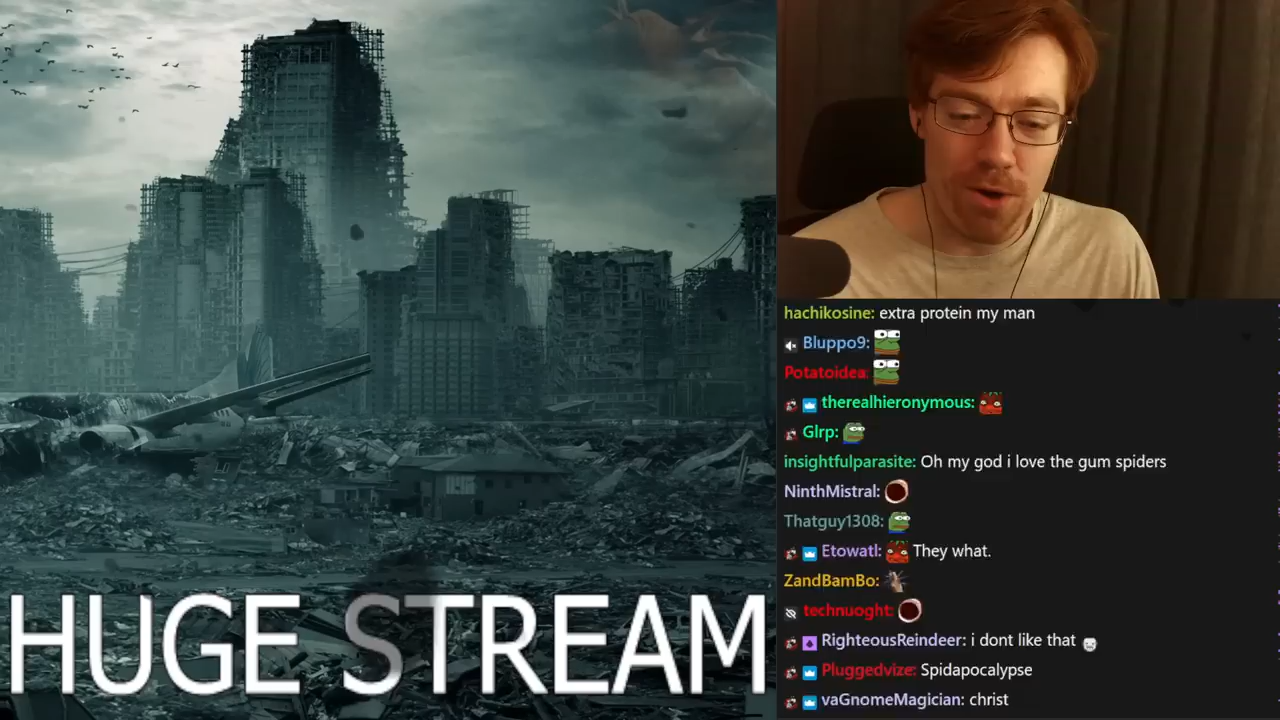 HUGE STREAM
hachikosine: extra protein my man
Bluppo9:
Potatoidea:
therealhieronymous:
Glrp:
insightfulparasite: Oh my god i love the gum spiders
NinthMistral:
Thatguy1308:
Etowatl: They what.
ZandBamBo:
technuoght:
RighteousReindeer: i dont like that
Pluggedvize: Spidapocalypse
vaGnomeMagician: christ